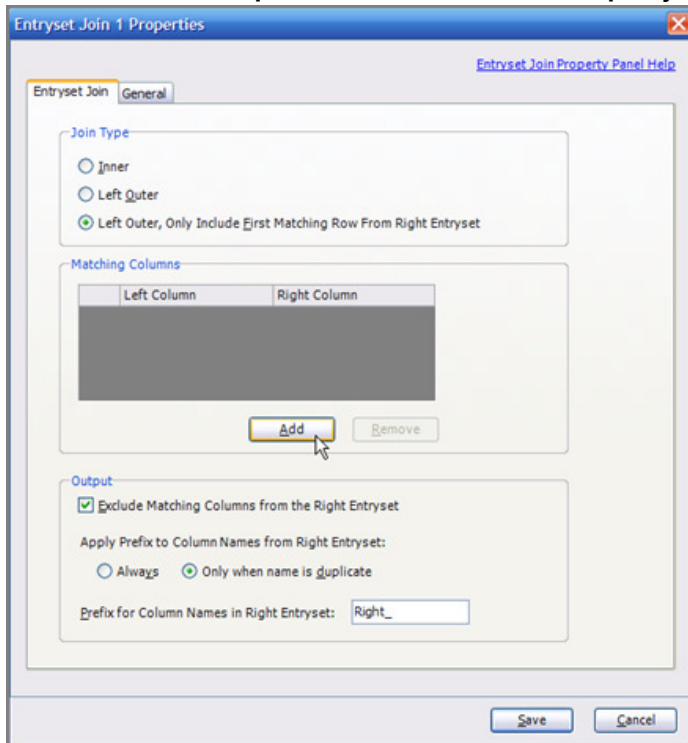 Entryset Join 1 Properties
Entryset Join Property Panel Help
Entryset Join General
Join Type
Inner
Left Outer
Left Outer, Only Include First Matching Row From Right Entryset
Matching Columns
Left Column Right Column
Add Remove
Output
Exclude Matching Columns from the Right Entryset
Apply Prefix to Column Names from Right Entryset:
Always Only when name is duplicate
Prefix for Column Names in Right Entryset: Right_
Save Cancel